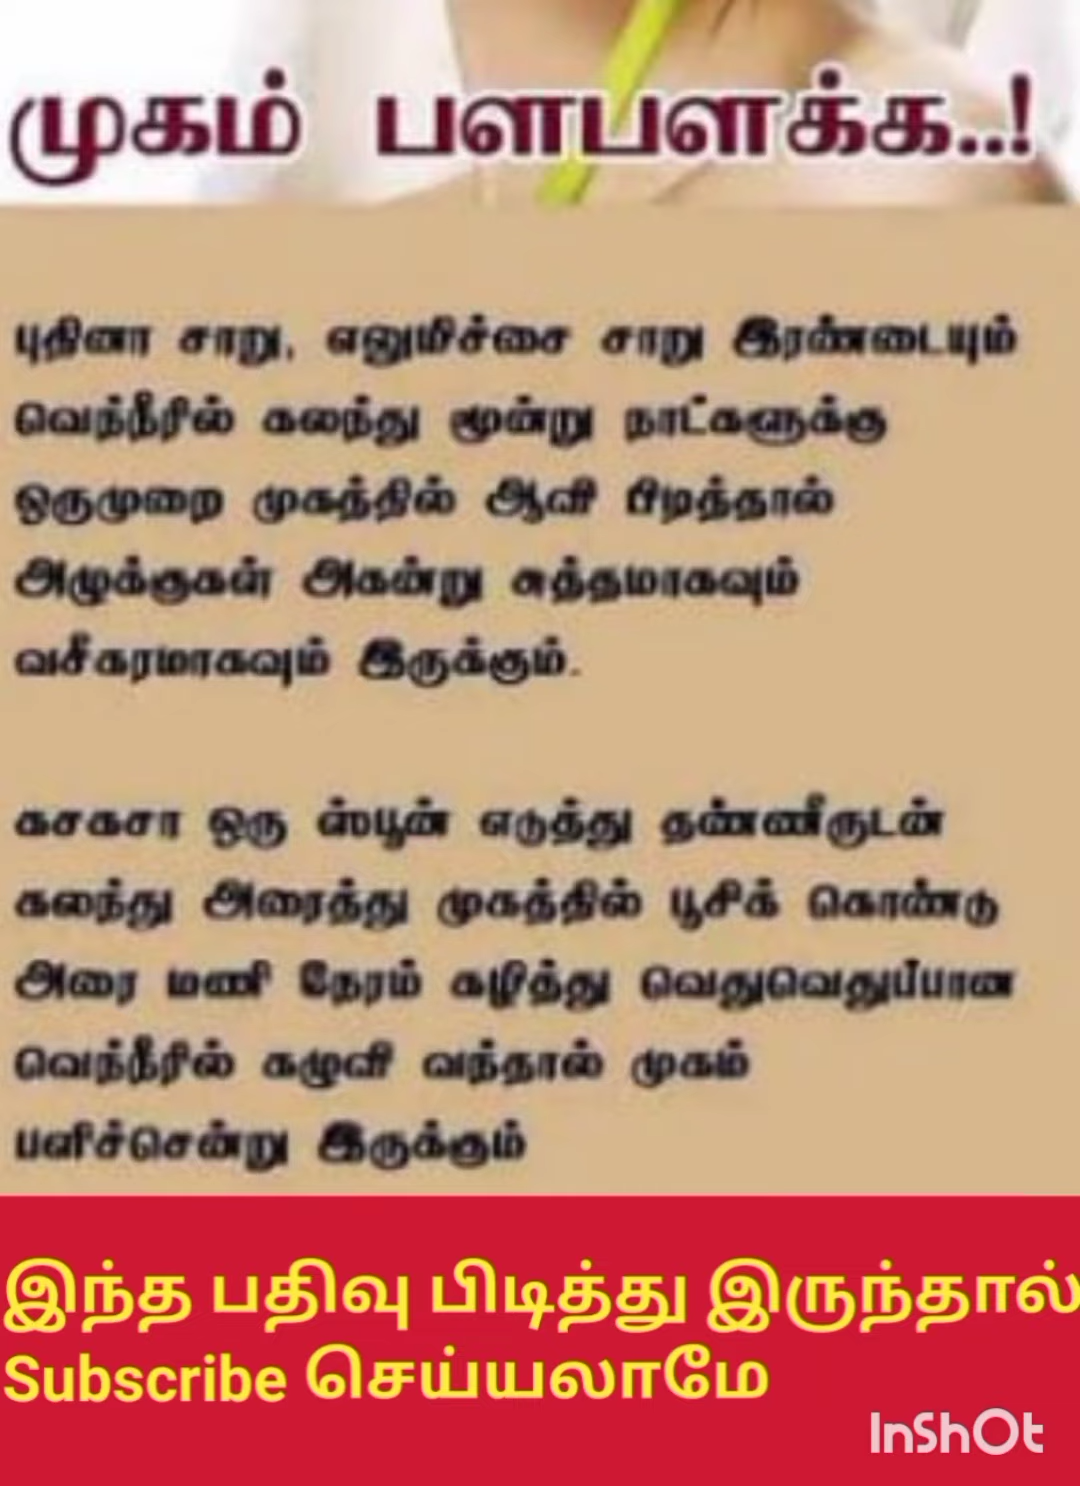 முகம் பளபளக்க..!
புதினா சாறு, எலுமிச்சை சாறு இரண்டையும்
வெந்நீரில் கலந்து மூன்று நாட்களுக்கு
ஒருமுறை முகத்தில் ஆவி பிடித்தால்
அழுக்குகள் அகன்று சுத்தமாகவும்
வசீகரமாகவும் இருக்கும்.
கசகசா ஒரு ஸ்பூன் எடுத்து தண்ணீருடன்
கலந்து அரைத்து முகத்தில் பூசிக் கொண்டு
அரை மணி நேரம் கழித்து வெதுவெதுப்பான
வெந்நீரில் கழுவி வந்தால் முகம்
பளிச்சென்று இருக்கும்
இந்த பதிவு பிடித்து இருந்தால்
Subscribe செய்யலாமே
InShOt